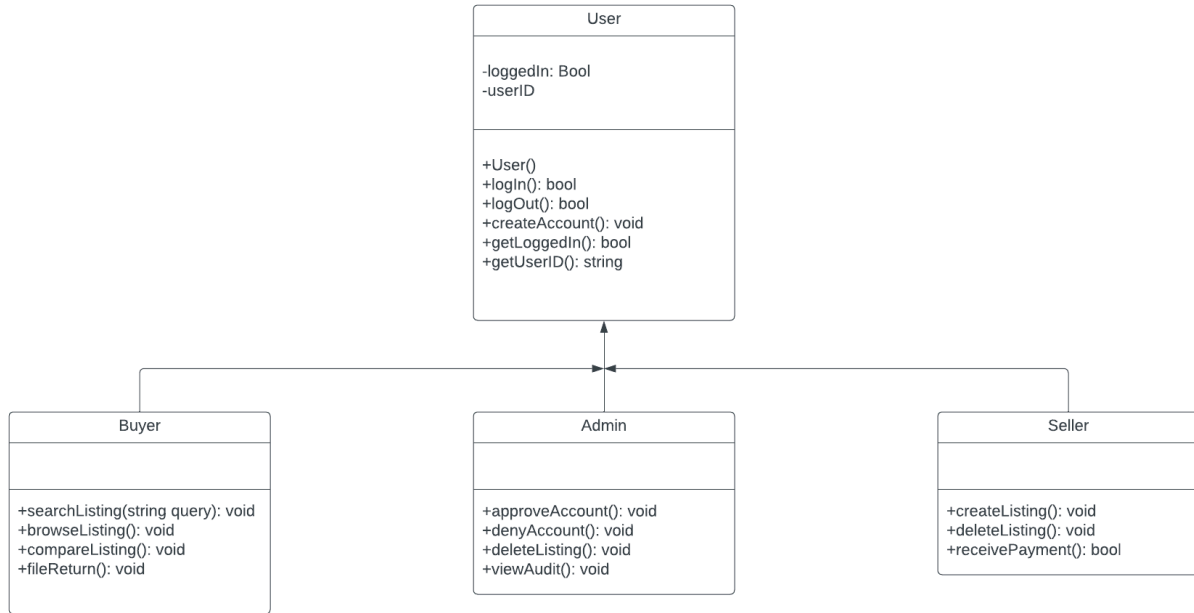 User
-loggedIn: Bool
-userID
+User()
+logIn(): bool
+logOut(): bool
+createAccount(): void
+getLoggedIn(): bool
+getUserID(): string
Buyer
+searchListing(string query): void
+browseListing(): void
+compareListing(): void
+fileReturn(): void
Admin
+approveAccount(): void
+denyAccount(): void
+deleteListing(): void
+viewAudit(): void
Seller
+createListing(): void
+deleteListing(): void
+receivePayment(): bool